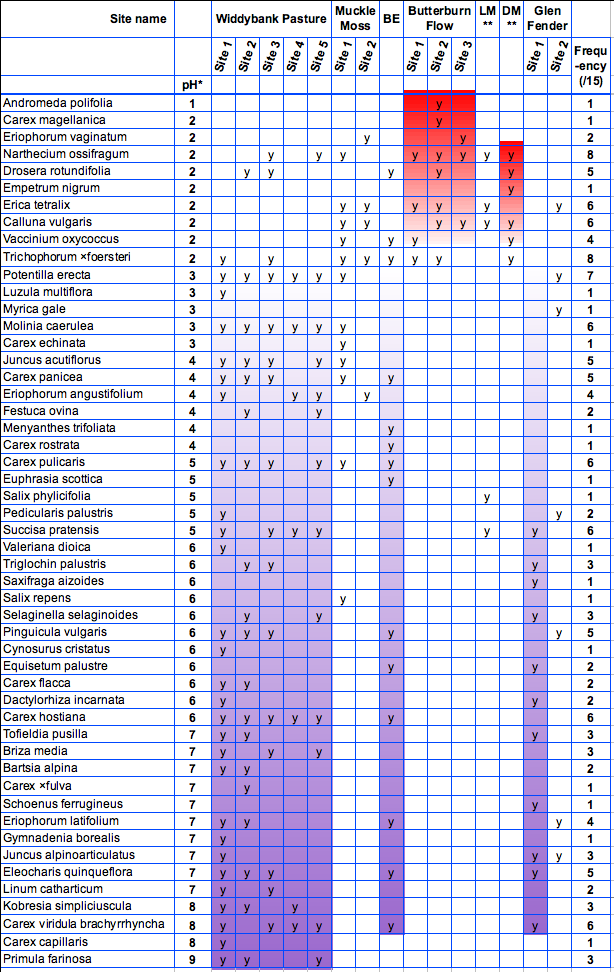 Site name Widdybank Pasture Muckle Moss BE Butterburn Flow LM ** DM ** Glen Fender
Site 1 Site 2 Site 3 Site 4 Site 5 Site 1 Site 2 Site 1 Site 2 Site 3 Site 1 Site 2 Frequ-ency (/15)
pH*
Andromeda polifolia 1 y 1
Carex magellanica 2 y 1
Eriophorum vaginatum 2 y y 2
Narthecium ossifragum 2 y y y y y y y y 8
Drosera rotundifolia 2 y y y y y 5
Empetrum nigrum 2 y 1
Erica tetralix 2 y y y y y y 6
Calluna vulgaris 2 y y y y y y 6
Vaccinium oxycoccus 2 y y y y 4
Trichophorum ×foersteri 2 y y y y y y y y 8
Potentilla erecta 3 y y y y y y y 7
Luzula multiflora 3 y 1
Myrica gale 3 y 1
Molinia caerulea 3 y y y y y y 6
Carex echinata 3 y 1
Juncus acutiflorus 4 y y y y y 5
Carex panicea 4 y y y y y 5
Eriophorum angustifolium 4 y y y y 4
Festuca ovina 4 y y 2
Menyanthes trifoliata 4 y 1
Carex rostrata 4 y 1
Carex pulicaris 5 y y y y y y 6
Euphrasia scottica 5 y 1
Salix phylicifolia 5 y 1
Pedicularis palustris 5 y y 2
Succisa pratensis 5 y y y y y y 6
Valeriana dioica 6 y 1
Triglochin palustris 6 y y y 3
Saxifraga aizoides 6 y 1
Salix repens 6 y 1
Selaginella selaginoides 6 y y y 3
Pinguicula vulgaris 6 y y y y y 5
Cynosurus cristatus 6 y 1
Equisetum palustre 6 y y 2
Carex flacca 6 y y 2
Dactylorhiza incarnata 6 y y 2
Carex hostiana 6 y y y y y y 6
Tofieldia pusilla 7 y y y 3
Briza media 7 y y y 3
Bartsia alpina 7 y y 2
Carex ×fulva 7 y 1
Schoenus ferrugineus 7 y 1
Eriophorum latifolium 7 y y y y 4
Gymnadenia borealis 7 y 1
Juncus alpinoarticulatus 7 y y y 3
Eleocharis quinqueflora 7 y y y y y 5
Linum catharticum 7 y y 2
Kobresia simpliciuscula 8 y y y 3
Carex viridula brachyrrhyncha 8 y y y y y y 6
Carex capillaris 8 y 1
Primula farinosa 9 y y y 3